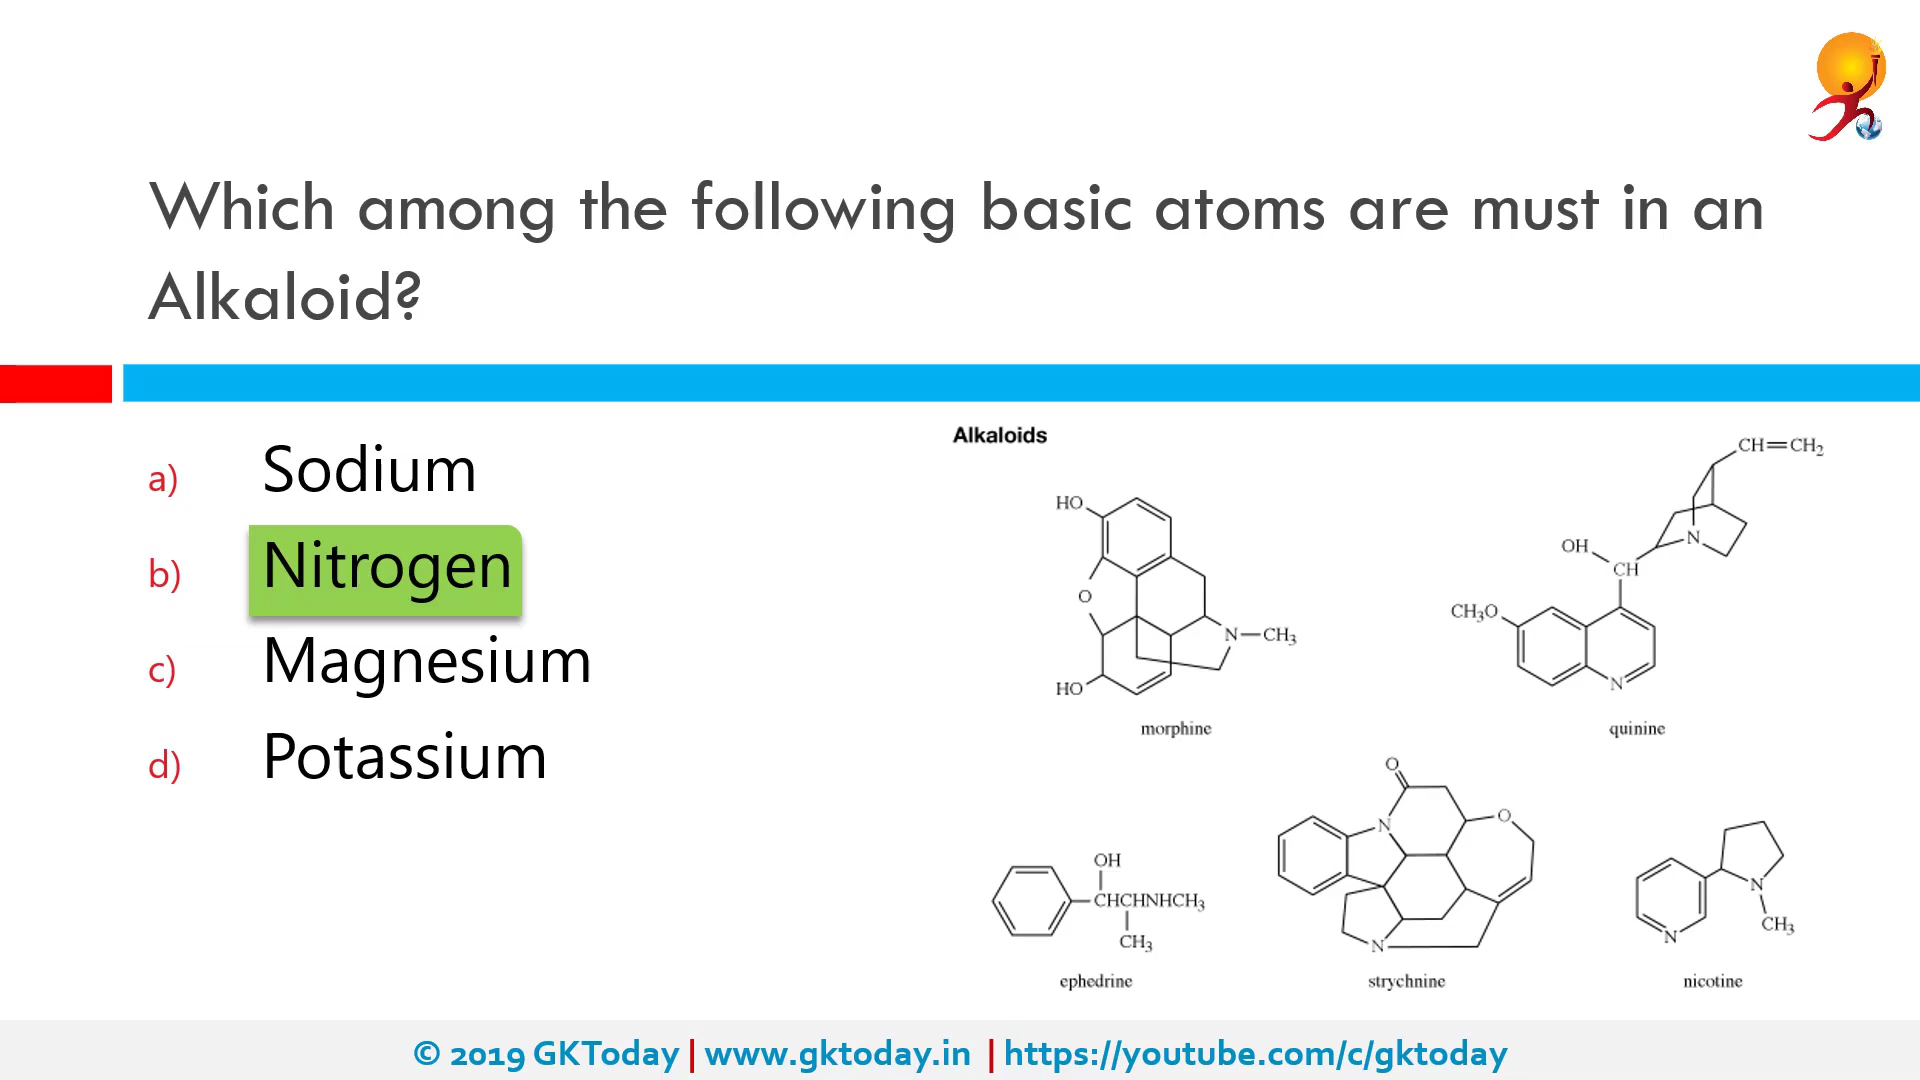 Which among the following basic atoms are must in an
Alkaloid?
a) Sodium
b) Nitrogen
c) Magnesium
d) Potassium
Alkaloids
HO
O
HO
N—CH3
morphine
CH=CH2
N
OH
CH
CH3O
N
quinine
OH
CHCHNHCH3
CH3
ephedrine
O
N
O
N
strychnine
N
CH3
N
nicotine
© 2019 GKToday | www.gktoday.in | https://youtube.com/c/gktoday